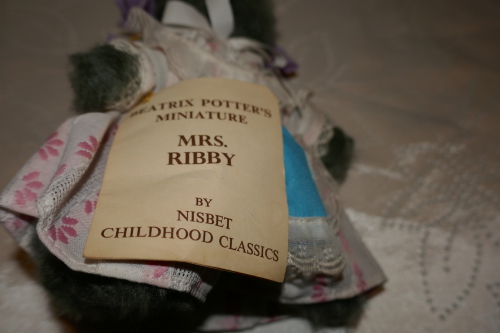 BEATRIX POTTER'S
MINIATURE
MRS.
RIBBY
BY
NISBET
CHILDHOOD CLASSICS